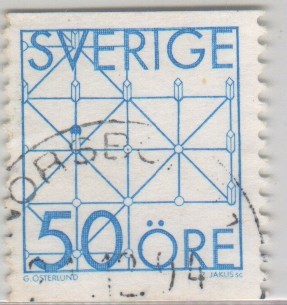 SVERIGE
50 ÖRE
G. ÖSTERLUND
Z. JAKUS sc